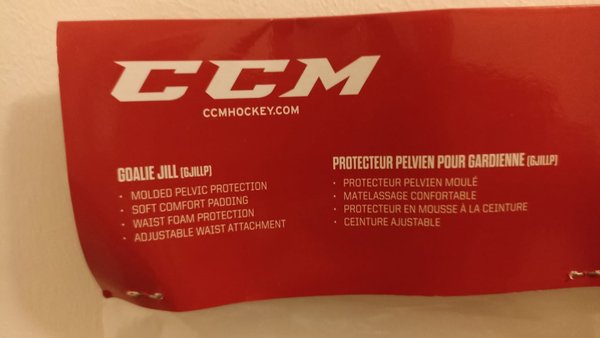 CCM
CCMHOCKEY.COM
GOALIE JILL (GJILLP)
• MOLDED PELVIC PROTECTION
• SOFT COMFORT PADDING
• WAIST FOAM PROTECTION
• ADJUSTABLE WAIST ATTACHMENT
PROTECTEUR PELVIEN POUR GARDIENNE (GJILLP)
• PROTECTEUR PELVIEN MOULÉ
• MATELASSAGE CONFORTABLE
• PROTECTEUR EN MOUSSE À LA CEINTURE
• CEINTURE AJUSTABLE